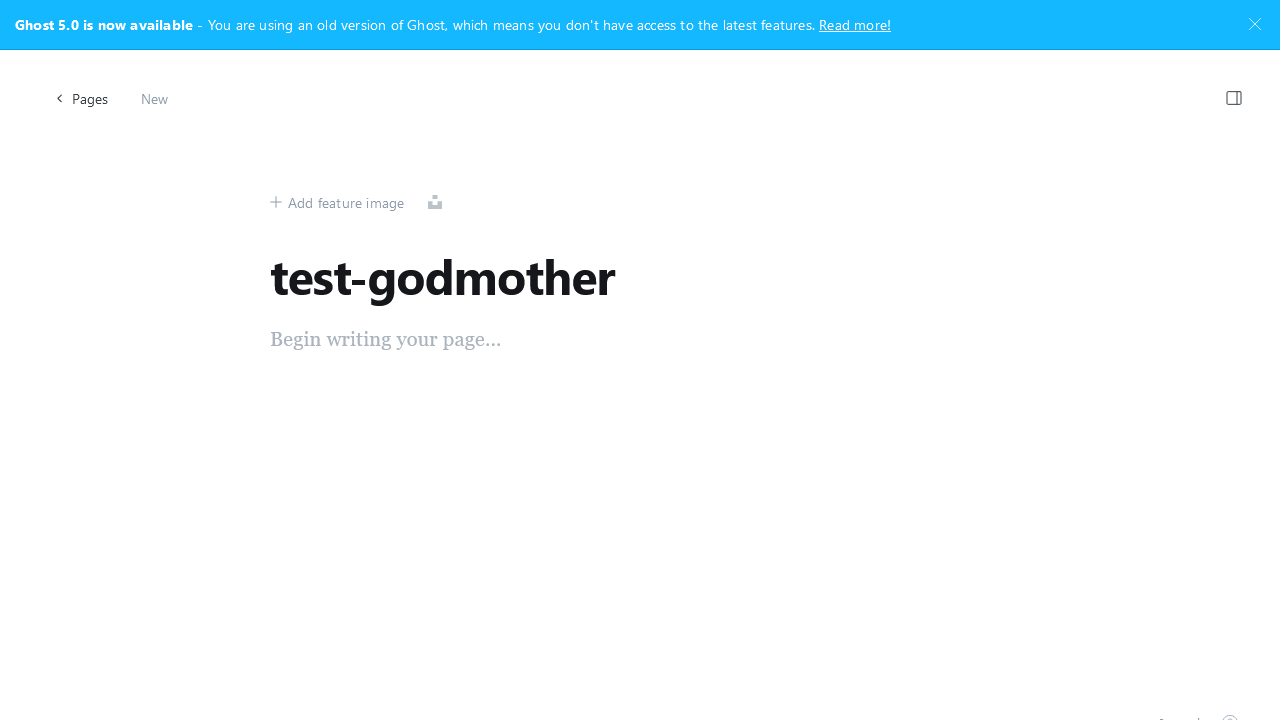 Ghost 5.0 is now available - You are using an old version of Ghost, which means you don't have access to the latest features. Read more!
Pages New
Add feature image
test-godmother
Begin writing your page...